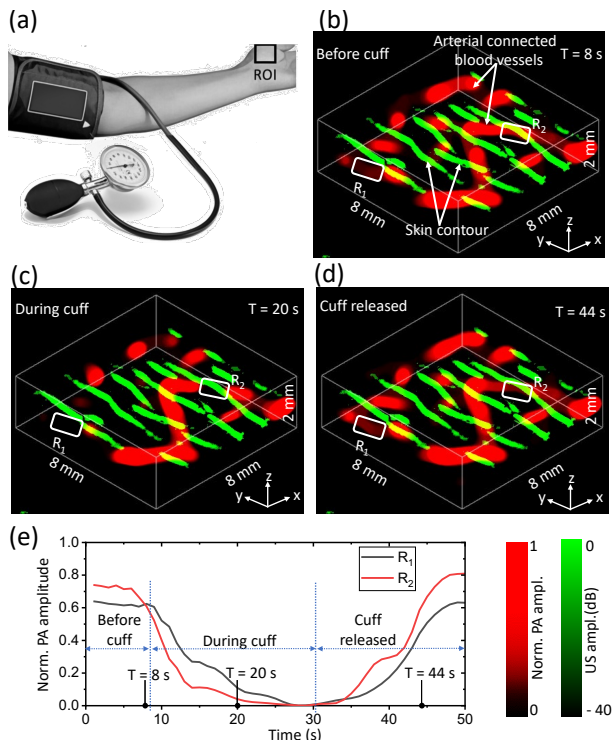 (a)
ROI
(b)
Before cuff
Arterial connected
blood vessels
T = 8 s
R2
R1
2 mm
8 mm
Skin contour
8 mm
z
y
x
(c)
During cuff
T = 20 s
R2
R1
2 mm
8 mm
8 mm
z
y
x
(d)
Cuff released
T = 44 s
R2
R1
2 mm
8 mm
8 mm
z
y
x
(e)
Norm. PA amplitude
1.0
0.8
0.6
0.4
0.2
0.0
R1
R2
Before
cuff
During cuff
Cuff
released
T = 8 s
T = 20 s
T = 44 s
0
10
20
30
40
50
Time (s)
1
Norm. PA ampl.
0
0
US ampl.(dB)
- 40